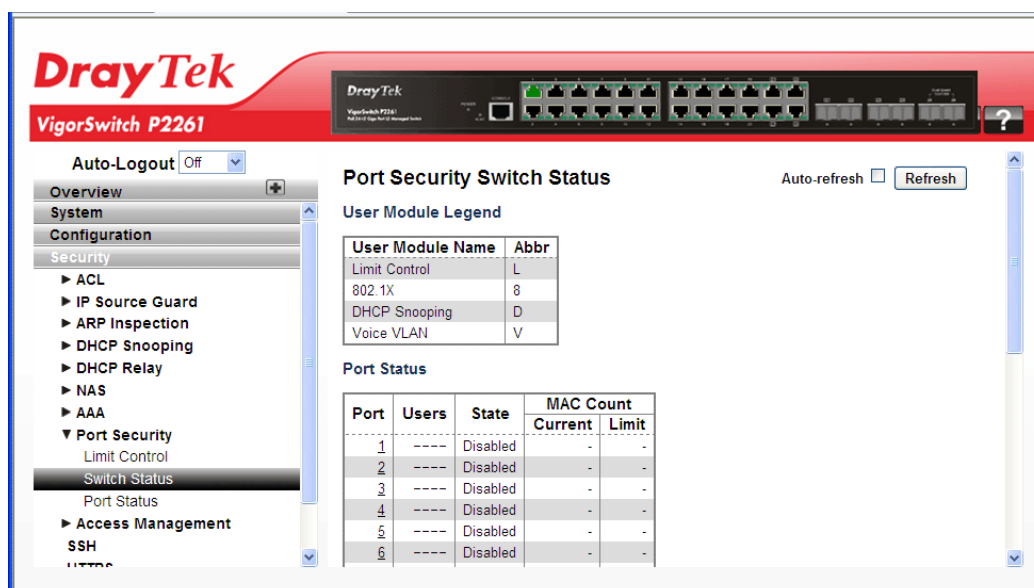 DrayTek
VigorSwitch P2261
DrayTek
VigorSwitch P2261
?
Auto-Logout Off
Overview
System
Configuration
Security
ACL
IP Source Guard
ARP Inspection
DHCP Snooping
DHCP Relay
NAS
AAA
Port Security
Limit Control
Switch Status
Port Status
Access Management
SSH
HTTPS
Port Security Switch Status
Auto-refresh Refresh
User Module Legend
User Module Name Abbr
Limit Control L
802.1X 8
DHCP Snooping D
Voice VLAN V
Port Status
Port Users State MAC Count
Current Limit
1 ---- Disabled - -
2 ---- Disabled - -
3 ---- Disabled - -
4 ---- Disabled - -
5 ---- Disabled - -
6 ---- Disabled - -